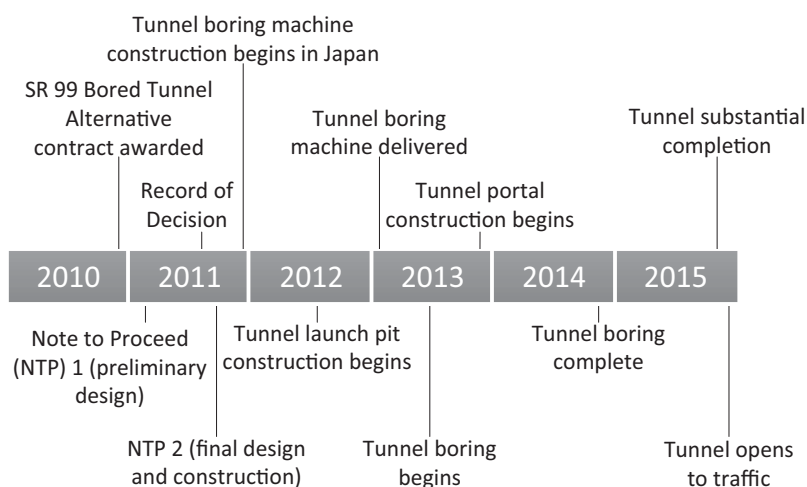 Tunnel boring machine
construction begins in Japan
SR 99 Bored Tunnel
Alternative
contract awarded
Tunnel boring
machine delivered
Tunnel substantial
completion
Record of
Decision
Tunnel portal
construction begins
2010
2011
2012
2013
2014
2015
Note to Proceed
(NTP) 1 (preliminary
design)
Tunnel launch pit
construction begins
Tunnel boring
complete
NTP 2 (final design
and construction)
Tunnel boring
begins
Tunnel opens
to traffic